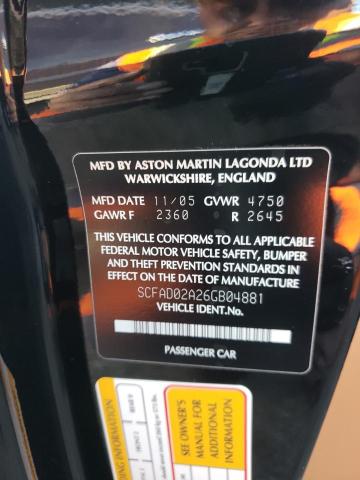 MFD BY ASTON MARTIN LAGONDA LTD
WARWICKSHIRE, ENGLAND
MFD DATE 11/05 GVWR 4750
GAWR F 2360 R 2645
THIS VEHICLE CONFORMS TO ALL APPLICABLE
FEDERAL MOTOR VEHICLE SAFETY, BUMPER
AND THEFT PREVENTION STANDARDS IN
EFFECT ON THE DATE OF MANUFACTURE
SCFAD02A26GB04881
VEHICLE IDENT.No.
PASSENGER CAR
SEE OWNER'S
MANUAL FOR
ADDITIONAL
INFORMATION